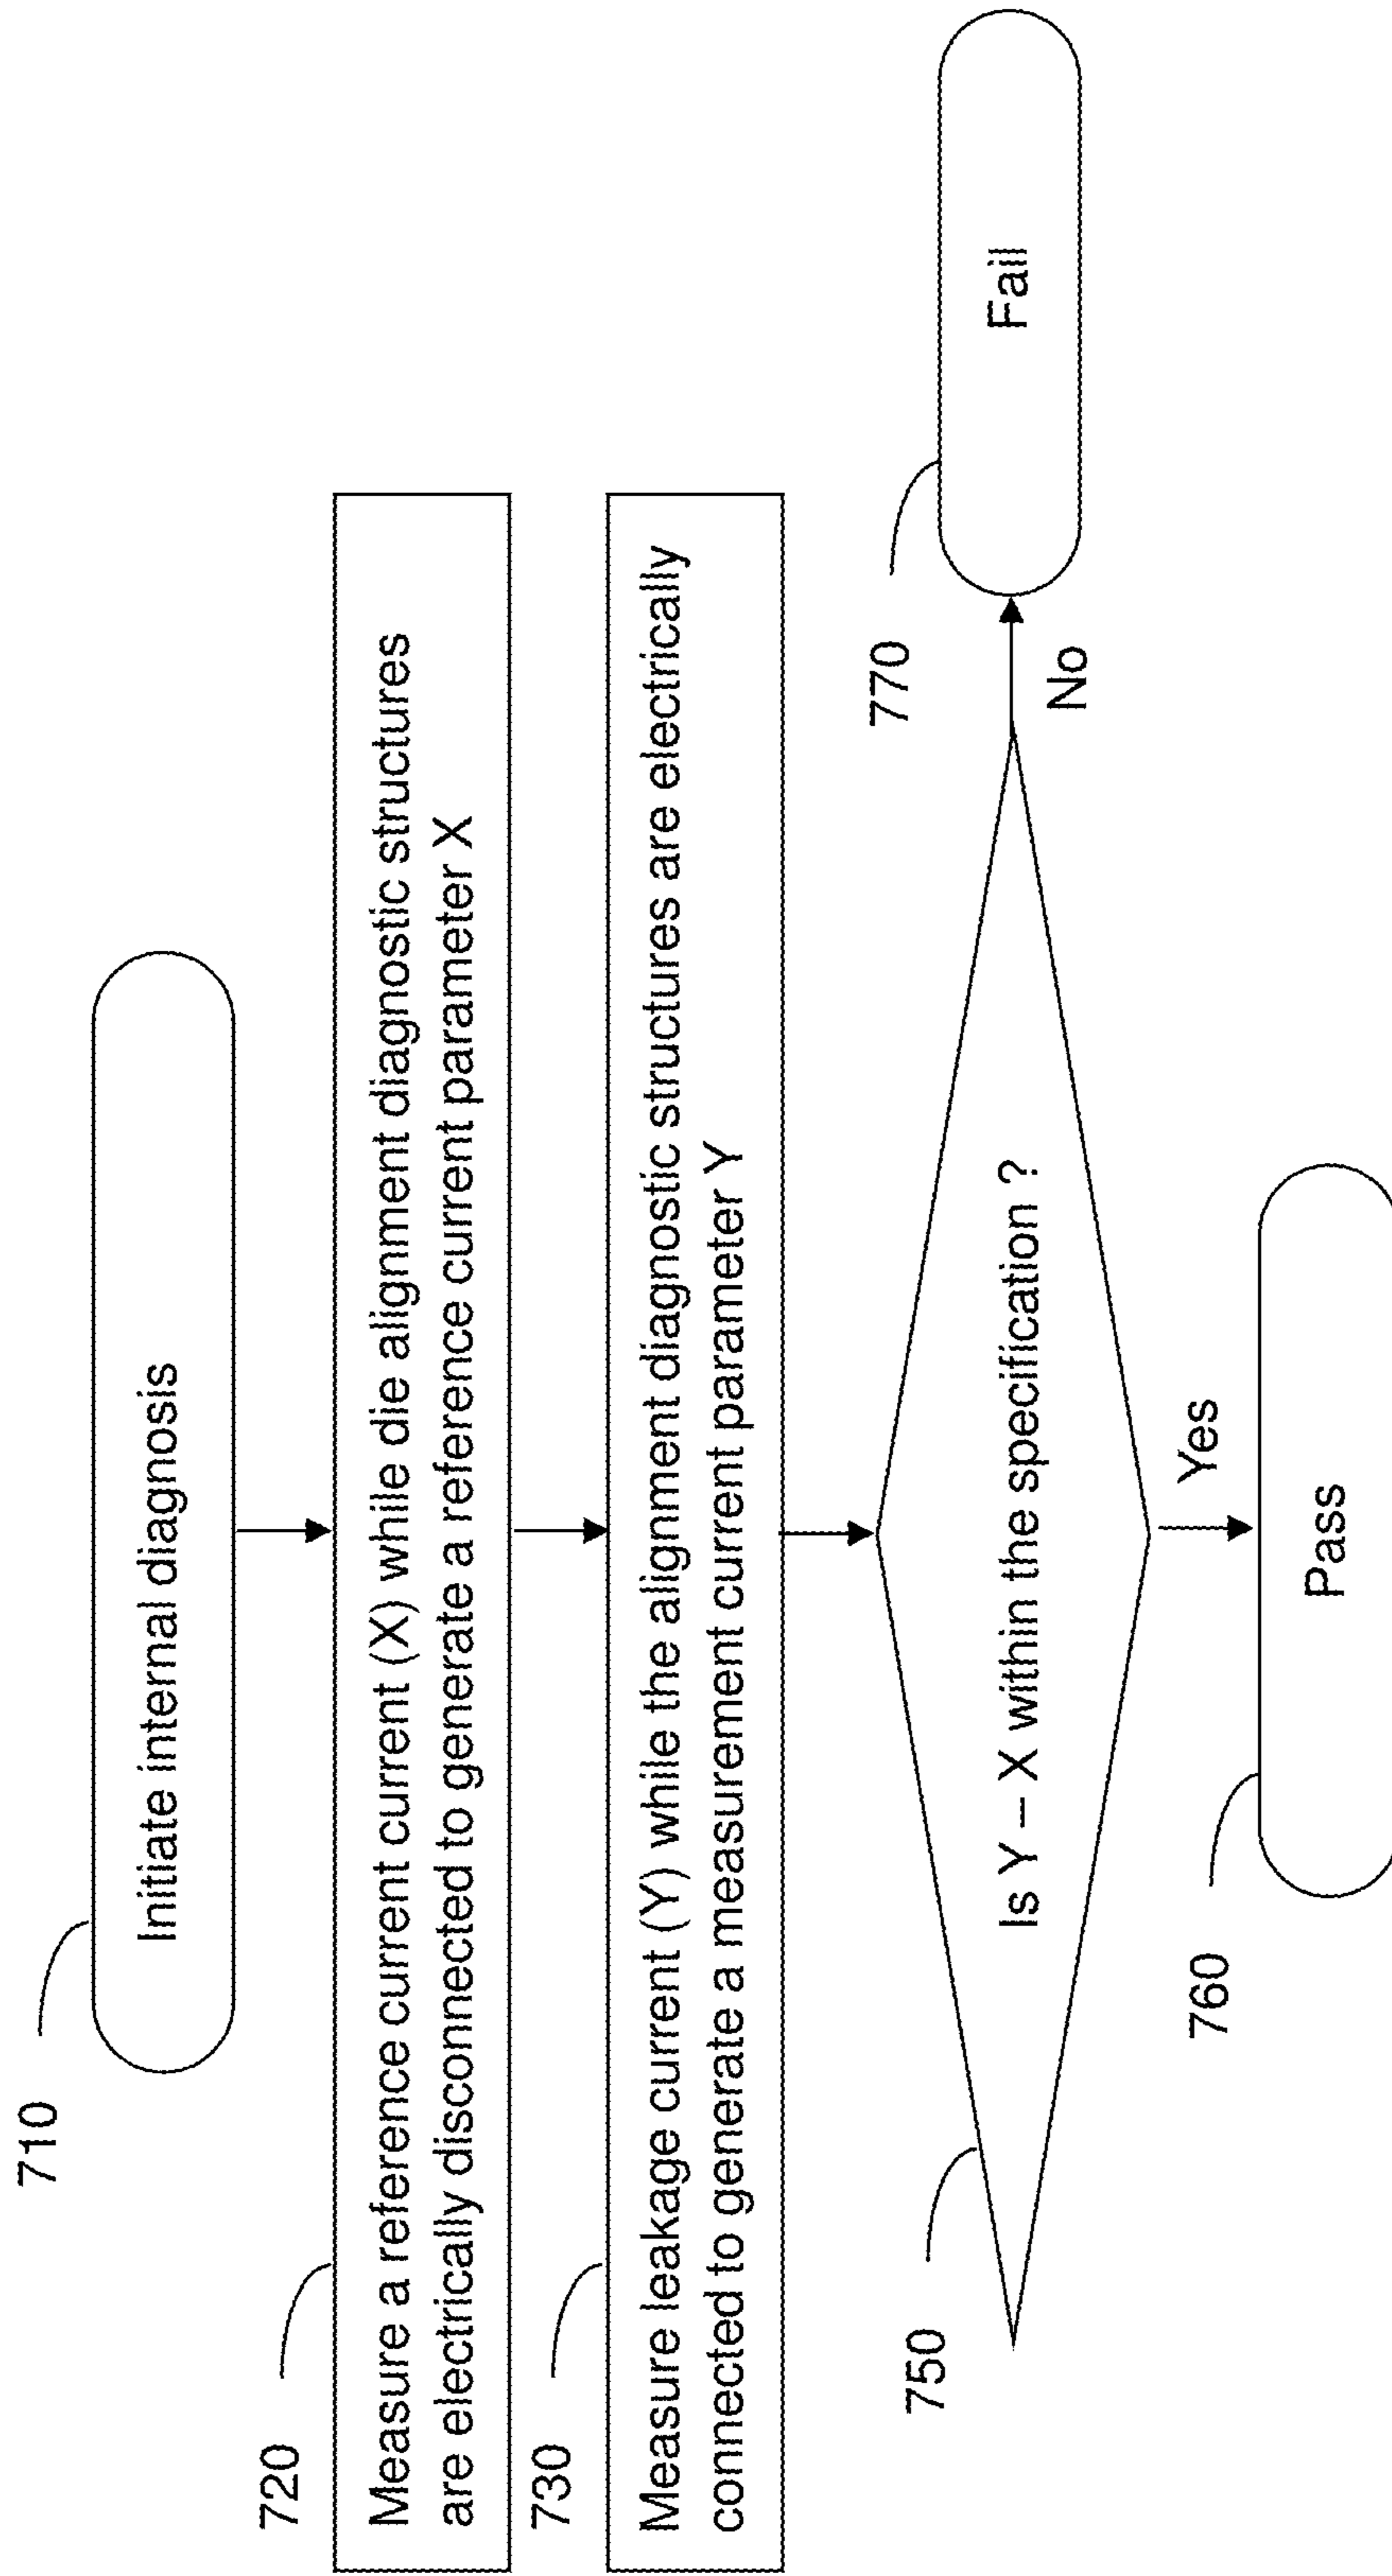 710
Initiate internal diagnosis
720
Measure a reference current current (X) while die alignment diagnostic structures
are electrically disconnected to generate a reference current parameter X
730
Measure leakage current (Y) while the alignment diagnostic structures are electrically
connected to generate a measurement current parameter Y
750
Is Y – X within the specification ?
770
No
Fail
Yes
760
Pass